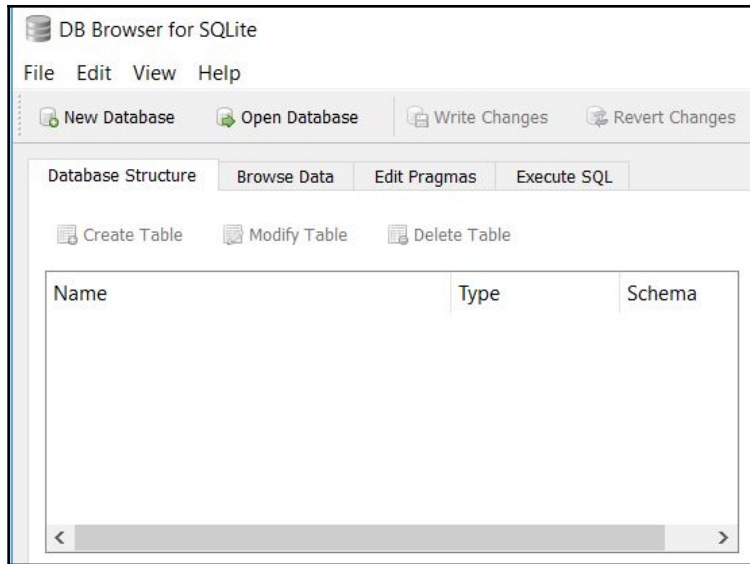 DB Browser for SQLite
File Edit View Help
New Database Open Database Write Changes Revert Changes
Database Structure Browse Data Edit Pragmas Execute SQL
Create Table Modify Table Delete Table
Name Type Schema